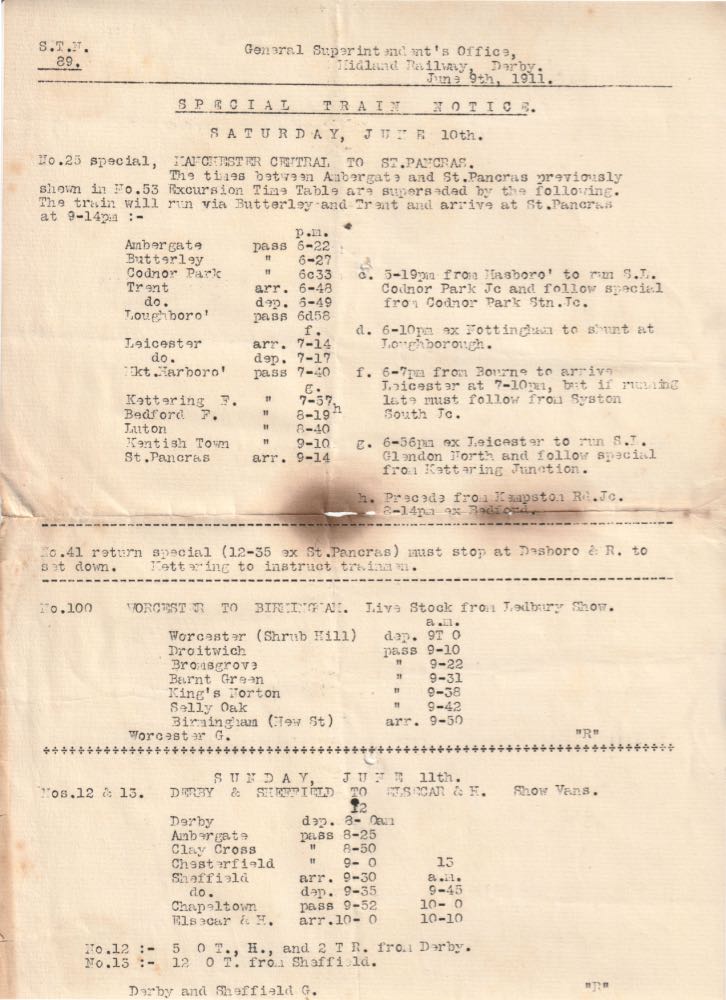 S.T.N.
89.
General Superintendent's Office,
Midland Railway, Derby.
June 9th, 1911.
SPECIAL TRAIN NOTICE.
SATURDAY, JUNE 10th.
No.25 special, MANCHESTER CENTRAL TO ST.PANCRAS.
The times between Ambergate and St.Pancras previously
shown in No.53 Excursion Time Table are superseded by the following.
The train will run via Butterley and Trent and arrive at St.Pancras
at 9-14pm :-
p.m.
Ambergate pass 6-22
Butterley " 6-27
Codnor Park " 6c33
Trent arr. 6-48
do. dep. 6-49
Loughboro' pass 6d58
f.
Leicester arr. 7-14
do. dep. 7-17
Mkt.Harboro' pass 7-40
g.
Kettering F. " 7-57
Bedford F. " 8-19h
Luton " 8-40
Kentish Town " 9-10
St.Pancras arr. 9-14
c. 5-19pm from Masboro' to run S.L.
Codnor Park Jc and follow special
from Codnor Park Stn.Jc.
d. 6-10pm ex Nottingham to shunt at
Loughborough.
f. 6-7pm from Bourne to arrive
Leicester at 7-10pm, but if running
late must follow from Syston
South Jc.
g. 6-56pm ex Leicester to run S.L.
Glendon North and follow special
from Kettering Junction.
h. Precede from Kempston Rd.Jc.
8-14pm ex Bedford.
No.41 return special (12-35 ex St.Pancras) must stop at Desboro & R. to
set down. Kettering to instruct trainmen.
No.100 WORCESTER TO BIRMINGHAM. Live Stock from Ledbury Show.
a.m.
Worcester (Shrub Hill) dep. 9T 0
Droitwich pass 9-10
Bromsgrove " 9-22
Barnt Green " 9-31
King's Norton " 9-38
Selly Oak " 9-42
Birmingham (New St) arr. 9-50
Worcester G. "R"
SUNDAY, JUNE 11th.
Nos.12 & 13. DERBY & SHEFFIELD TO ELSECAR & H. Show Vans.
12
Derby dep. 8- 0am
Ambergate pass 8-25
Clay Cross " 8-50
Chesterfield " 9- 0 13
Sheffield arr. 9-30 a.m.
do. dep. 9-35 9-45
Chapeltown pass 9-52 10- 0
Elsecar & H. arr.10- 0 10-10
No.12 :- 5 O T., H., and 2 T R. from Derby.
No.13 :- 12 O T. from Sheffield.
Derby and Sheffield G. "R"